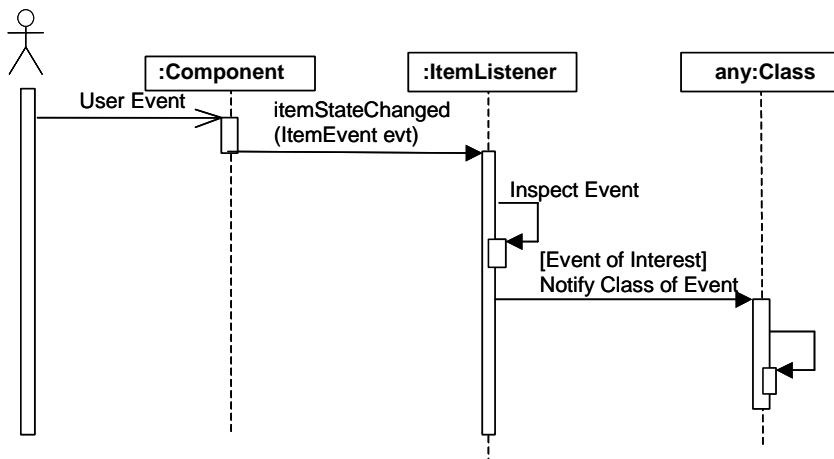 :Component
:ItemListener
any:Class
User Event
itemStateChanged
(ItemEvent evt)
Inspect Event
[Event of Interest]
Notify Class of Event